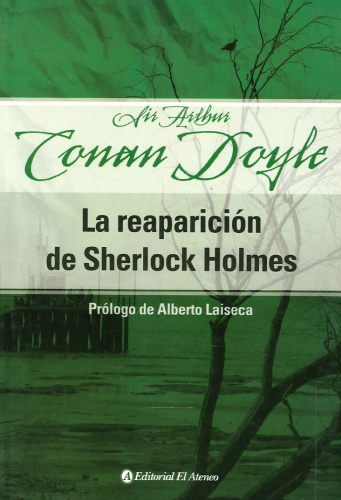 Sir Arthur
Conan Doyle
La reaparición
de Sherlock Holmes
Prólogo de Alberto Laiseca
A Editorial El Ateneo